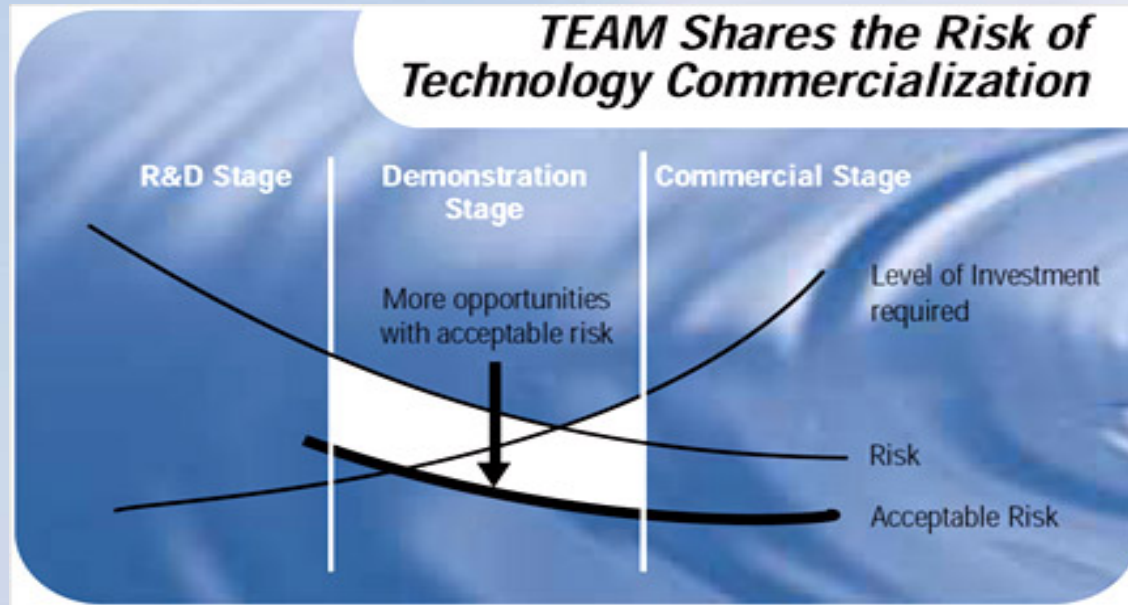 TEAM Shares the Risk of
Technology Commercialization
R&D Stage
Demonstration
Stage
Commercial Stage
More opportunities
with acceptable risk
Level of Investment
required
Risk
Acceptable Risk